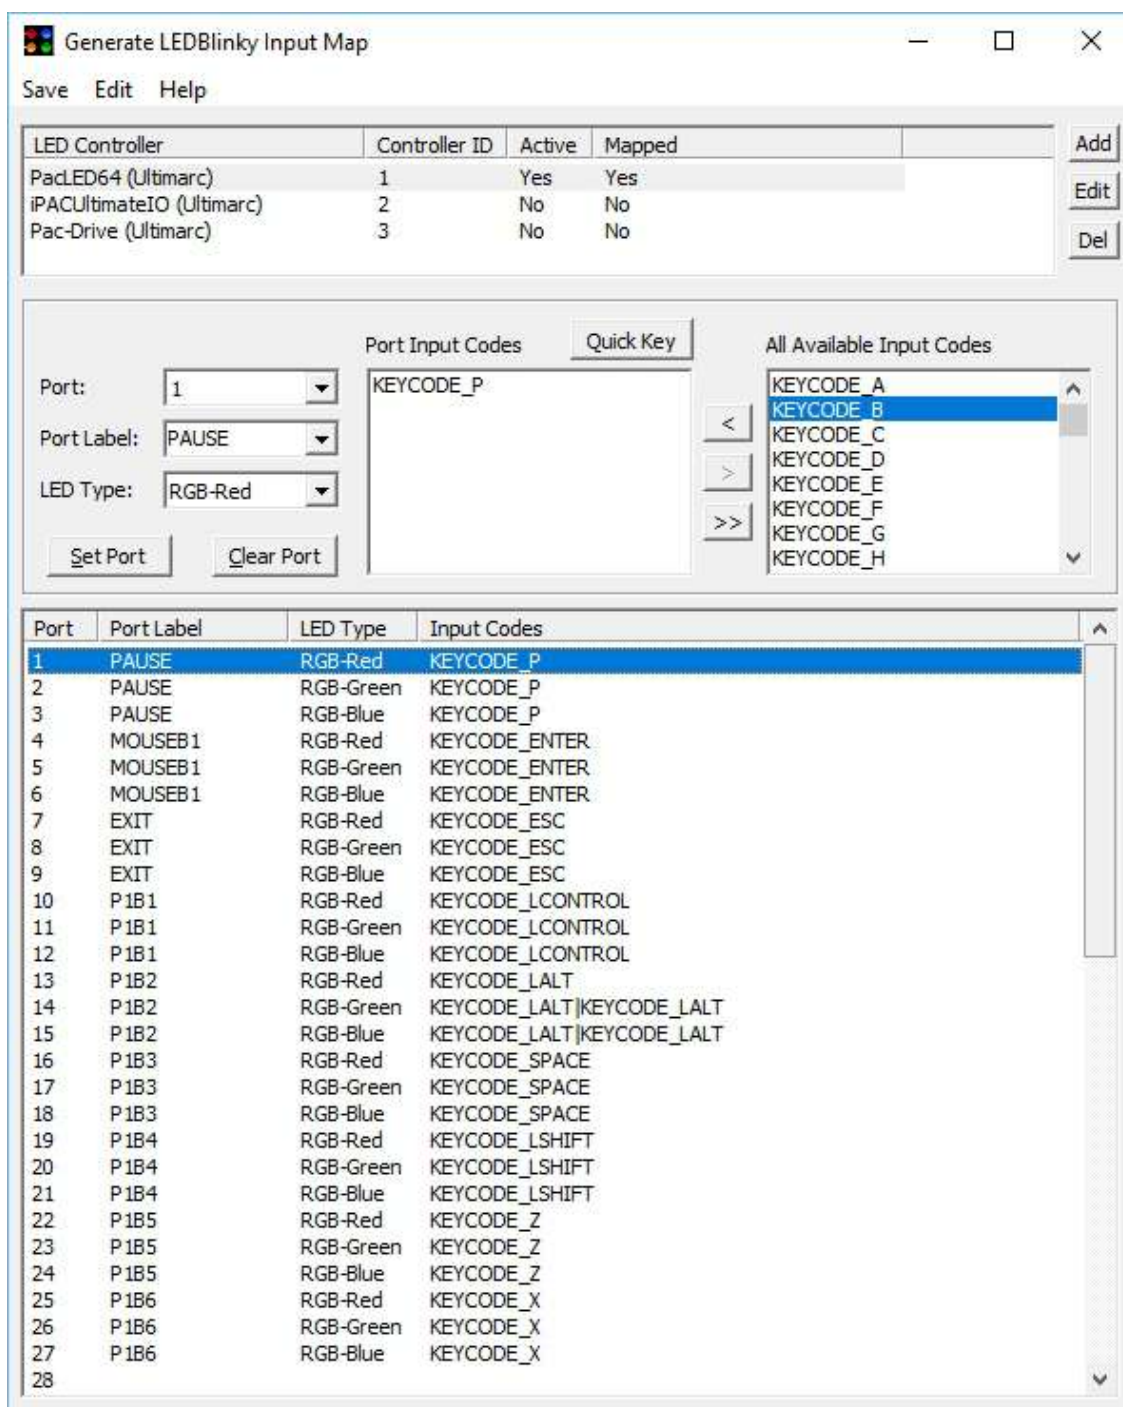 Generate LEDBlinky Input Map
Save Edit Help
LED Controller Controller ID Active Mapped
PacLED64 (Ultimarc) 1 Yes Yes
iPACUltimateIO (Ultimarc) 2 No No
Pac-Drive (Ultimarc) 3 No No
Add
Edit
Del
Port Input Codes Quick Key All Available Input Codes
Port: 1
Port Label: PAUSE
LED Type: RGB-Red
Set Port Clear Port
KEYCODE_P
<
>
>>
KEYCODE_A
KEYCODE_B
KEYCODE_C
KEYCODE_D
KEYCODE_E
KEYCODE_F
KEYCODE_G
KEYCODE_H
Port Port Label LED Type Input Codes
1 PAUSE RGB-Red KEYCODE_P
2 PAUSE RGB-Green KEYCODE_P
3 PAUSE RGB-Blue KEYCODE_P
4 MOUSEB1 RGB-Red KEYCODE_ENTER
5 MOUSEB1 RGB-Green KEYCODE_ENTER
6 MOUSEB1 RGB-Blue KEYCODE_ENTER
7 EXIT RGB-Red KEYCODE_ESC
8 EXIT RGB-Green KEYCODE_ESC
9 EXIT RGB-Blue KEYCODE_ESC
10 P1B1 RGB-Red KEYCODE_LCONTROL
11 P1B1 RGB-Green KEYCODE_LCONTROL
12 P1B1 RGB-Blue KEYCODE_LCONTROL
13 P1B2 RGB-Red KEYCODE_LALT
14 P1B2 RGB-Green KEYCODE_LALT|KEYCODE_LALT
15 P1B2 RGB-Blue KEYCODE_LALT|KEYCODE_LALT
16 P1B3 RGB-Red KEYCODE_SPACE
17 P1B3 RGB-Green KEYCODE_SPACE
18 P1B3 RGB-Blue KEYCODE_SPACE
19 P1B4 RGB-Red KEYCODE_LSHIFT
20 P1B4 RGB-Green KEYCODE_LSHIFT
21 P1B4 RGB-Blue KEYCODE_LSHIFT
22 P1B5 RGB-Red KEYCODE_Z
23 P1B5 RGB-Green KEYCODE_Z
24 P1B5 RGB-Blue KEYCODE_Z
25 P1B6 RGB-Red KEYCODE_X
26 P1B6 RGB-Green KEYCODE_X
27 P1B6 RGB-Blue KEYCODE_X
28